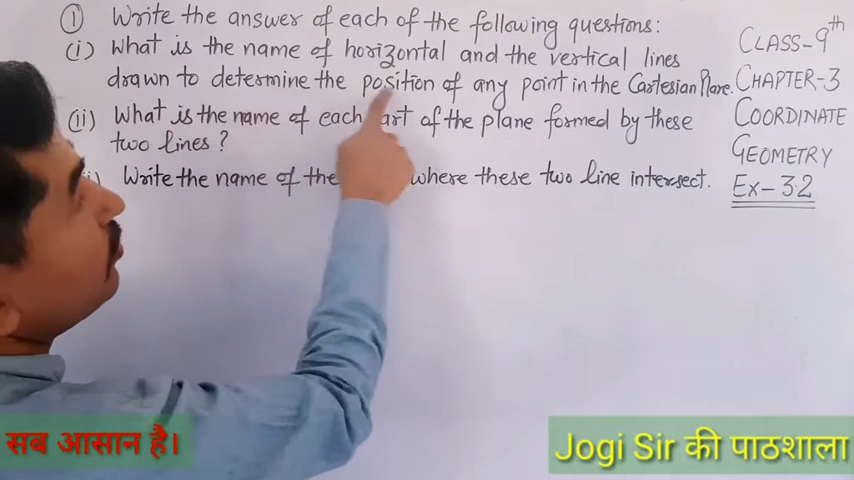 ① Write the answer of each of the following questions:
(i) What is the name of horizontal and the vertical lines
drawn to determine the position of any point in the Cartesian Plane.
(ii) What is the name of each art of the plane formed by these
two lines?
Write the name of the where these two line intersect.
CLASS-9th
CHAPTER-3
COORDINATE
GEOMETRY
Ex-3.2
सब आसान है।
Jogi Sir की पाठशाला